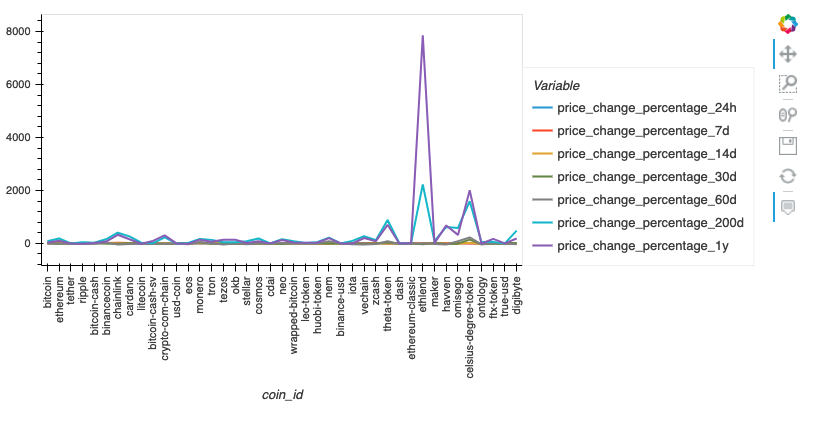 8000
6000
4000
2000
0
bitcoin
ethereum
tether
ripple
bitcoin-cash
binancecoin
chainlink
cardano
litecoin
bitcoin-cash-sv
crypto-com-chain
usd-coin
eos
monero
tron
tezos
okb
stellar
cosmos
cdai
neo
wrapped-bitcoin
leo-token
huobi-token
nem
binance-usd
iota
vechain
zcash
theta-token
dash
ethereum-classic
ethlend
maker
havven
omisego
celsius-degree-token
ontology
ftx-token
true-usd
digibyte
coin_id
Variable
price_change_percentage_24h
price_change_percentage_7d
price_change_percentage_14d
price_change_percentage_30d
price_change_percentage_60d
price_change_percentage_200d
price_change_percentage_1y